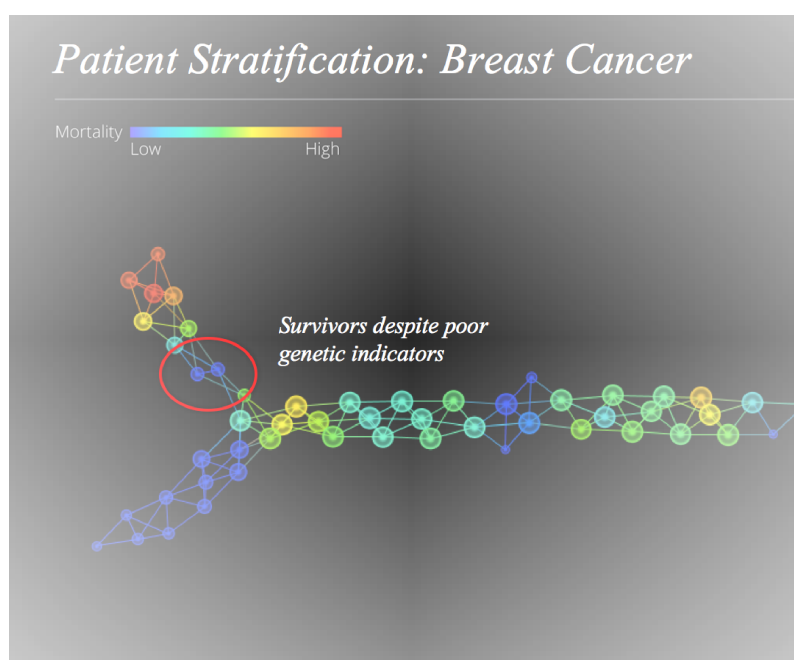 Patient Stratification: Breast Cancer
Mortality
Low
High
Survivors despite poor
genetic indicators